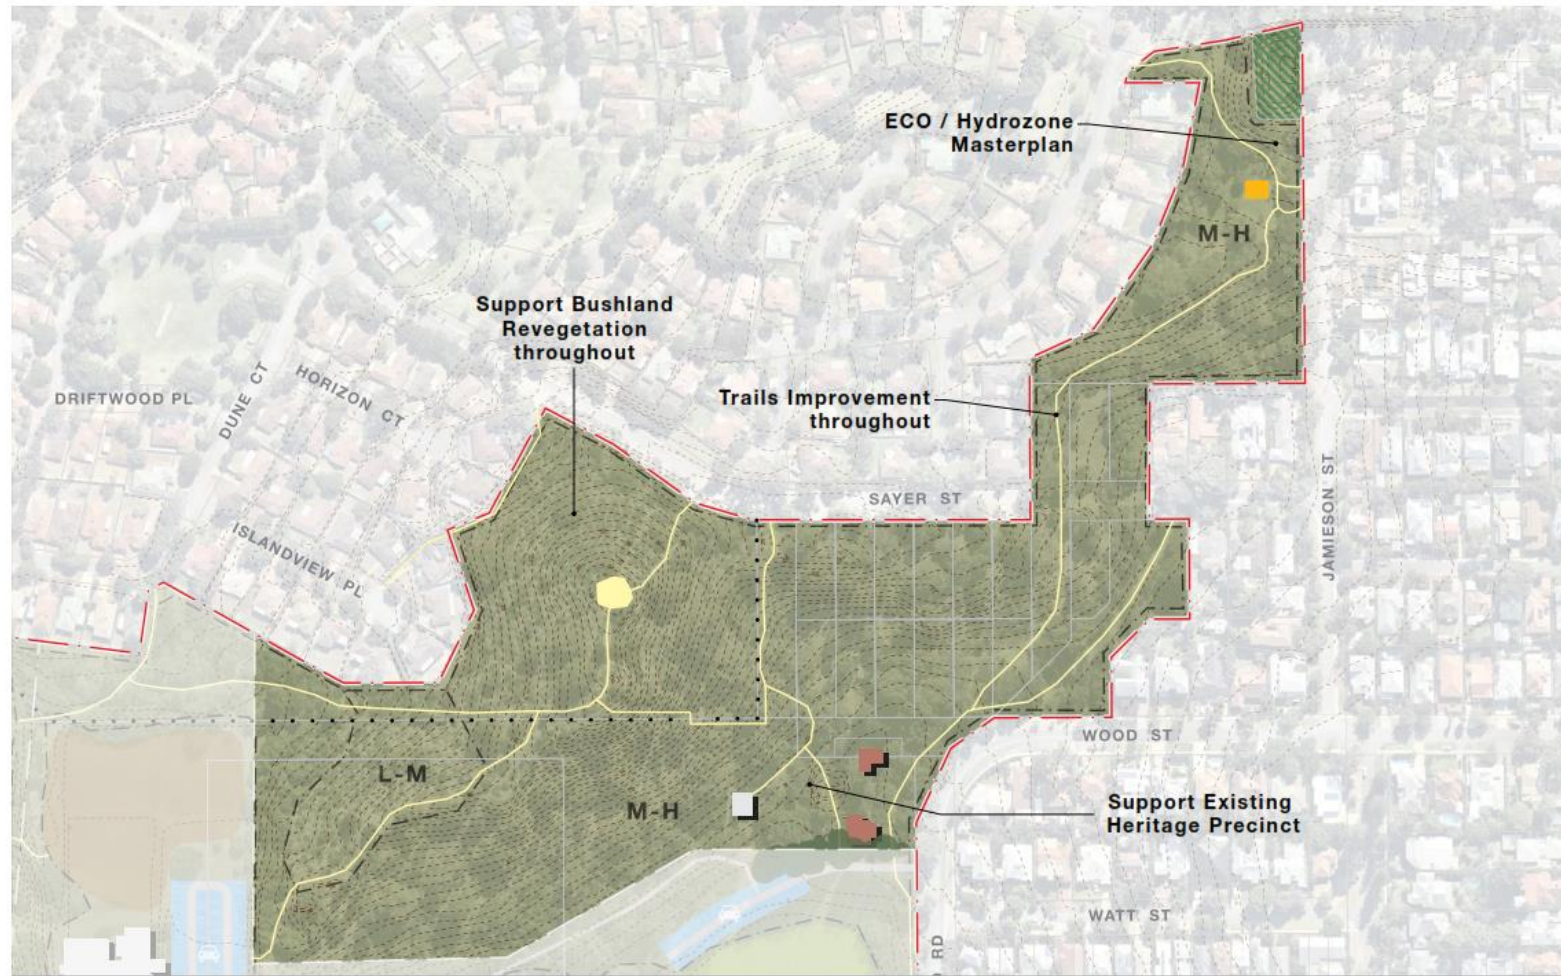 ECO / Hydrozone
Masterplan
M-H
Support Bushland
Revegetation
throughout
DRIFTWOOD PL
DUNE CT
HORIZON CT
Trails Improvement
throughout
SAYER ST
ISLANDVIEW PL
JAMIESON ST
WOOD ST
L-M
M-H
Support Existing
Heritage Precinct
WATT ST
RD